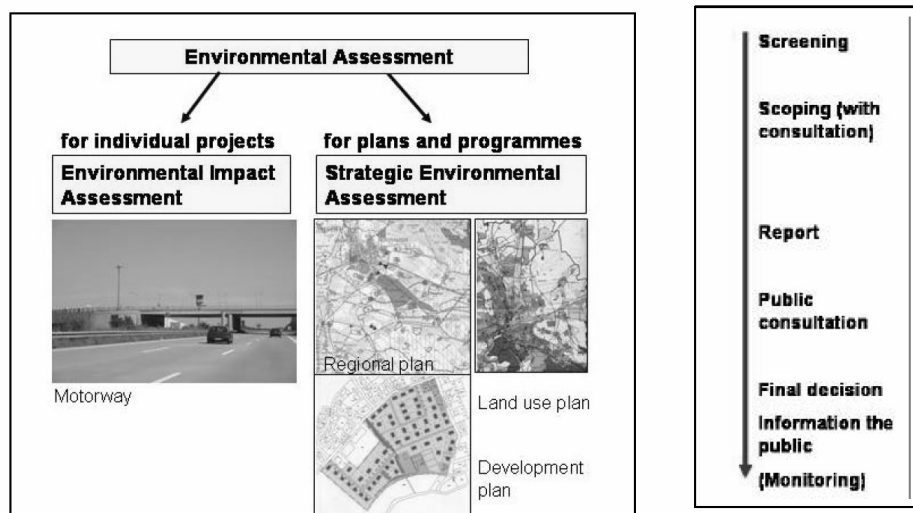 Environmental Assessment
for individual projects
for plans and programmes
Environmental Impact
Assessment
Strategic Environmental
Assessment
Regional plan
Motorway
Land use plan
Development
plan
Screening
Scoping (with
consultation)
Report
Public
consultation
Final decision
Information the
public
(Monitoring)